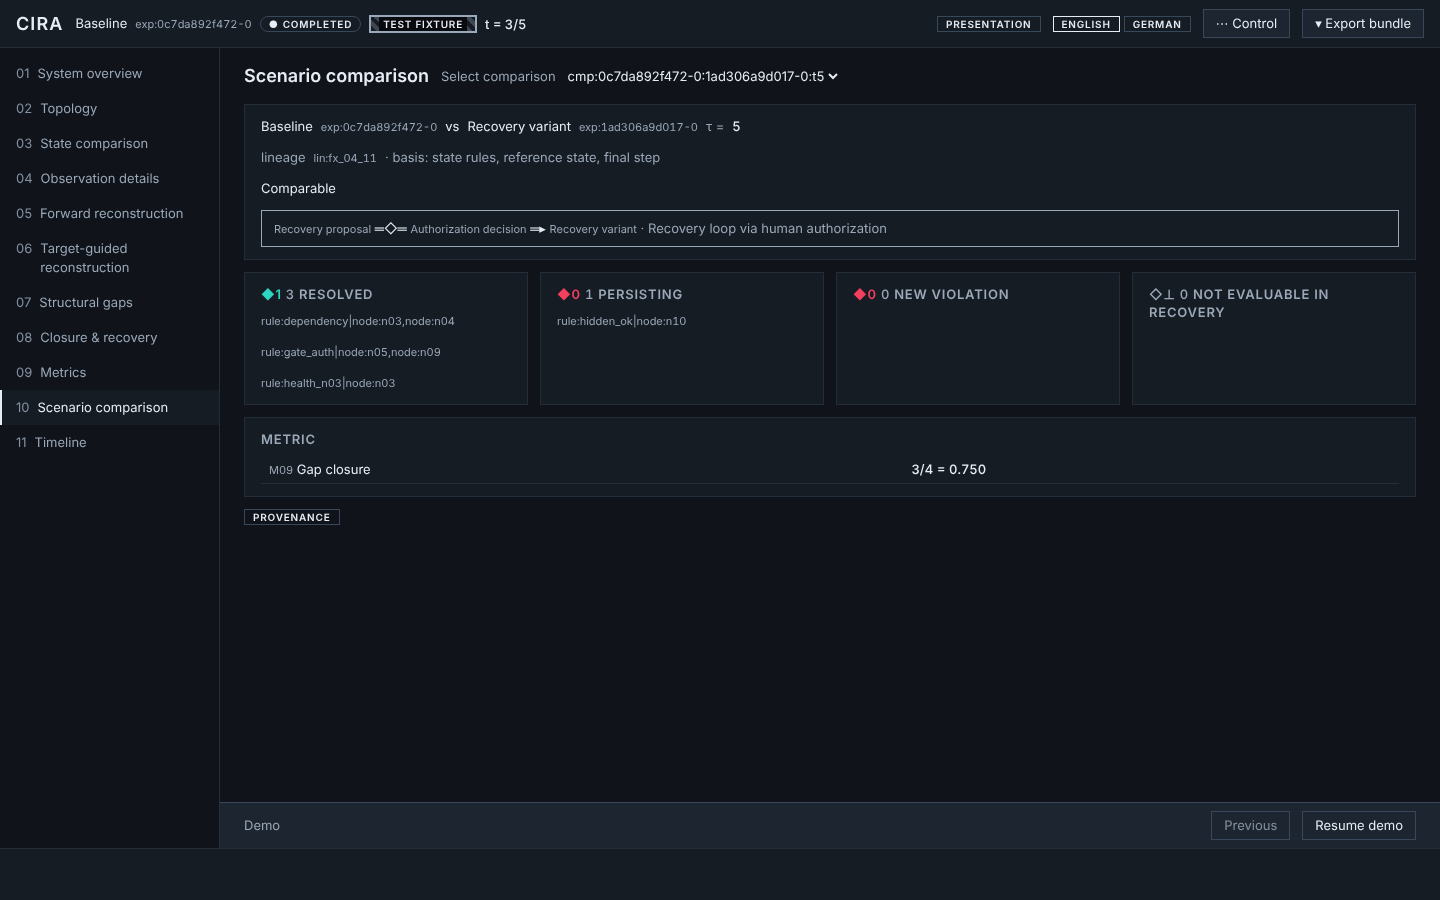 CIRA Baseline exp:0c7da892f472-0 ● COMPLETED TEST FIXTURE t = 3/5 PRESENTATION ENGLISH GERMAN ··· Control ▾ Export bundle
01 System overview
02 Topology
03 State comparison
04 Observation details
05 Forward reconstruction
06 Target-guided
reconstruction
07 Structural gaps
08 Closure & recovery
09 Metrics
10 Scenario comparison
11 Timeline
Scenario comparison Select comparison cmp:0c7da892f472-0:1ad306a9d017-0:t5
Baseline exp:0c7da892f472-0 vs Recovery variant exp:1ad306a9d017-0 τ = 5
lineage lin:fx_04_11 · basis: state rules, reference state, final step
Comparable
Recovery proposal ═◇═ Authorization decision ═▸ Recovery variant · Recovery loop via human authorization
◆1 3 RESOLVED
rule:dependency|node:n03,node:n04
rule:gate_auth|node:n05,node:n09
rule:health_n03|node:n03
◆0 1 PERSISTING
rule:hidden_ok|node:n10
◆0 0 NEW VIOLATION
◇⊥ 0 NOT EVALUABLE IN
RECOVERY
METRIC
M09 Gap closure 3/4 = 0.750
PROVENANCE
Demo Previous Resume demo